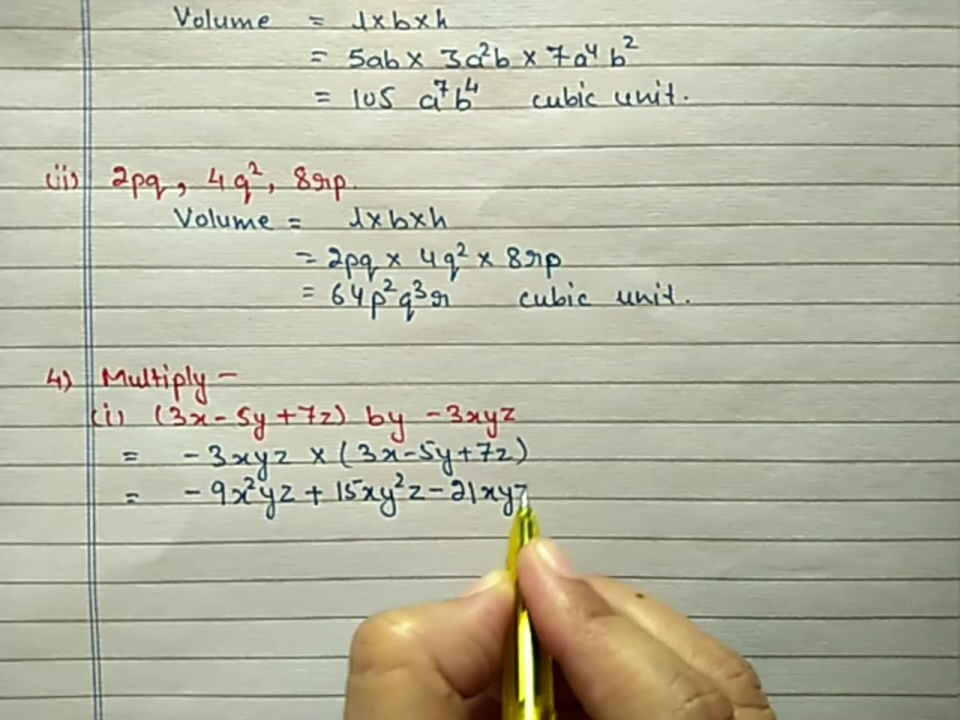 Volume = l×b×h
= 5ab × 3a²b × 7a⁴b²
= 105 a⁷b⁴ cubic unit.
(ii) 2pq, 4q², 8rp.
Volume = l×b×h
= 2pq × 4q² × 8rp
= 64p²q³r cubic unit.
4) Multiply –
(i) (3x-5y+7z) by -3xyz
= -3xyz × (3x-5y+7z)
= -9x²yz + 15xy²z - 21xyz